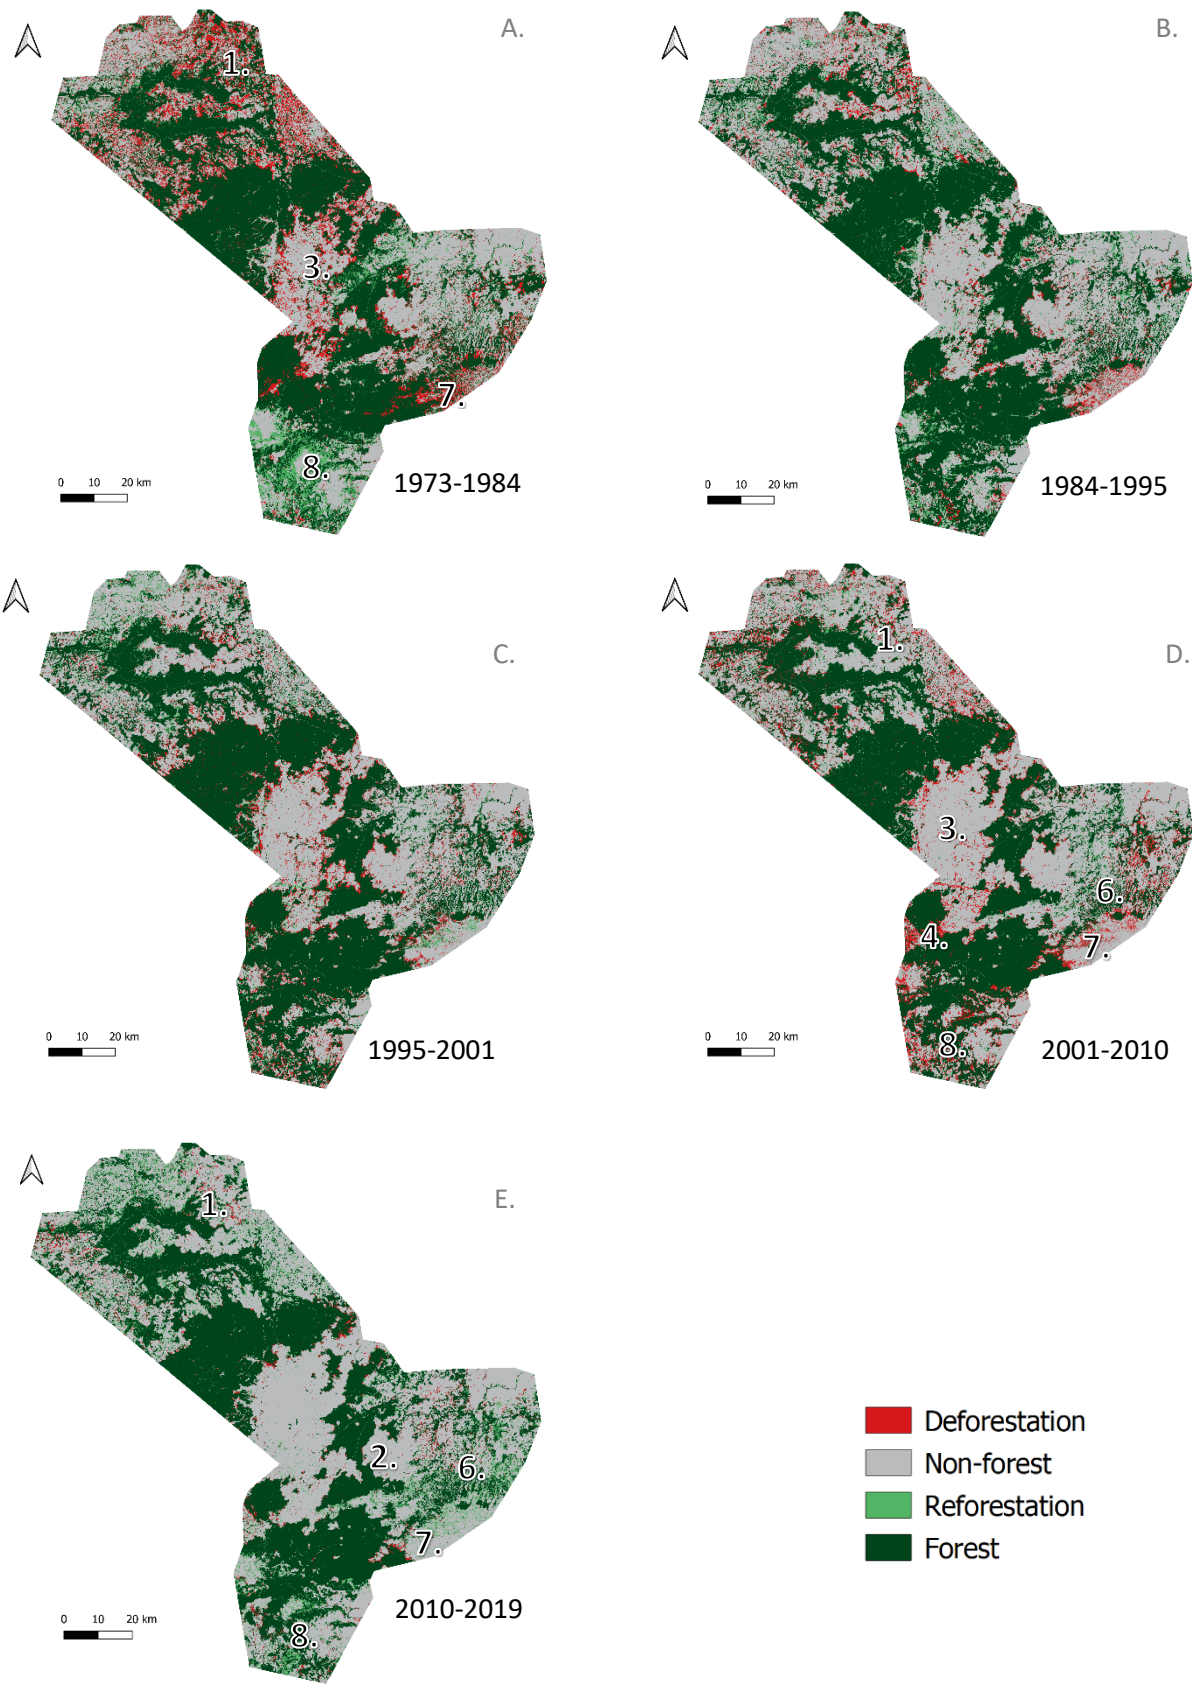 A.
1.
3.
7.
8.
0 10 20 km
1973-1984
B.
0 10 20 km
1984-1995
C.
0 10 20 km
1995-2001
D.
1.
3.
6.
4.
7.
8.
0 10 20 km
2001-2010
E.
1.
2.
6.
7.
8.
0 10 20 km
2010-2019
Deforestation
Non-forest
Reforestation
Forest